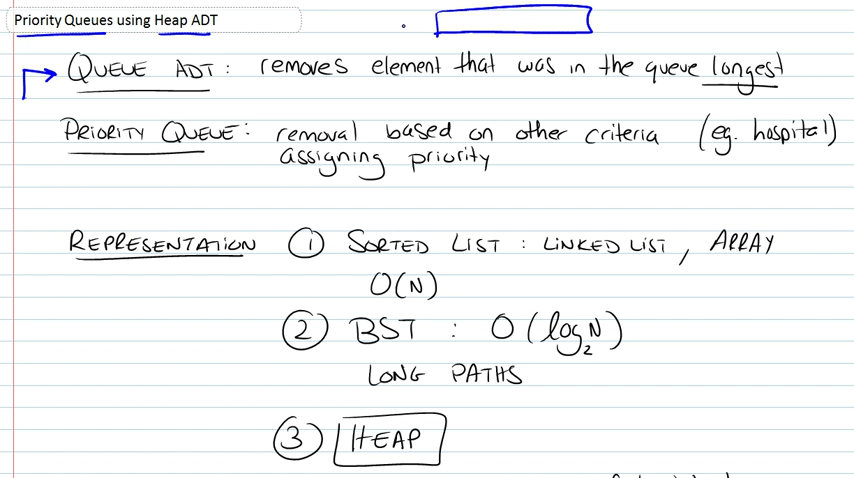 Priority Queues using Heap ADT
QUEUE ADT: removes element that was in the queue longest
PRIORITY QUEUE: removal based on other criteria (eg. hospital)
assigning priority
REPRESENTATION ① SORTED LIST: LINKED LIST, ARRAY
O(N)
② BST: O(log₂N)
LONG PATHS
③ HEAP